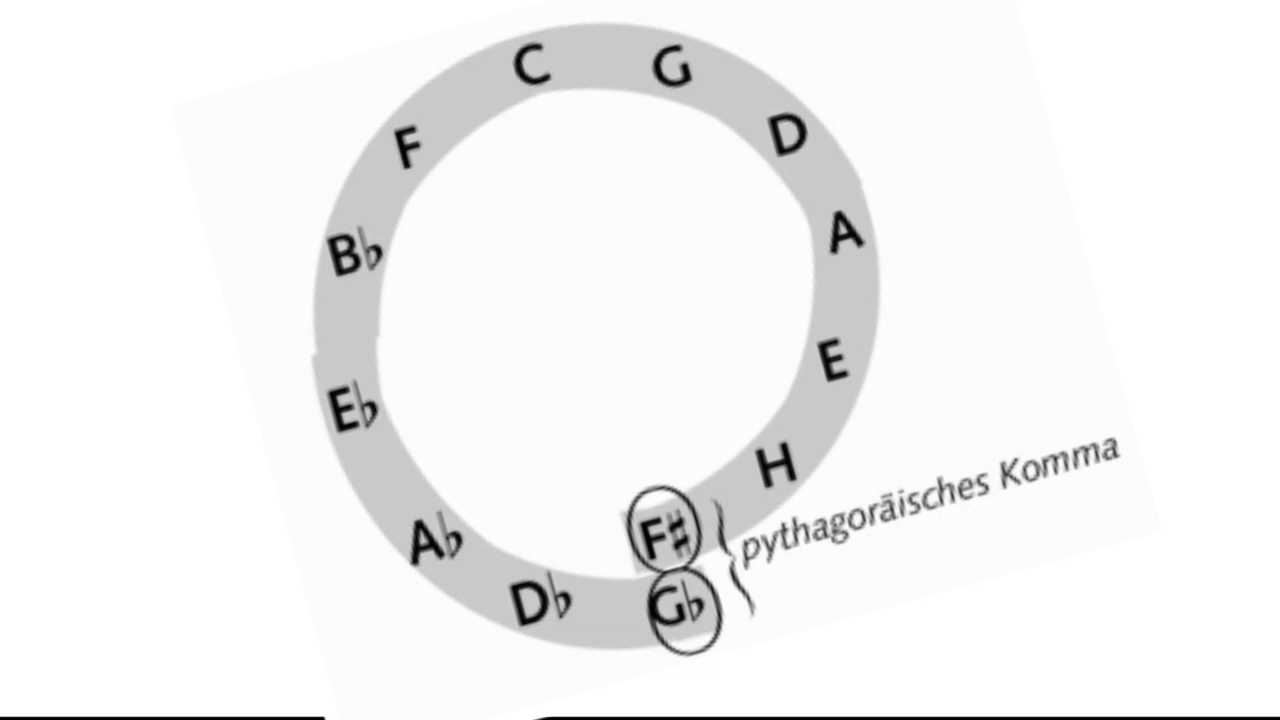 C
G
D
A
E
H
F♯
G♭
D♭
A♭
E♭
B♭
F
pythagoräisches Komma